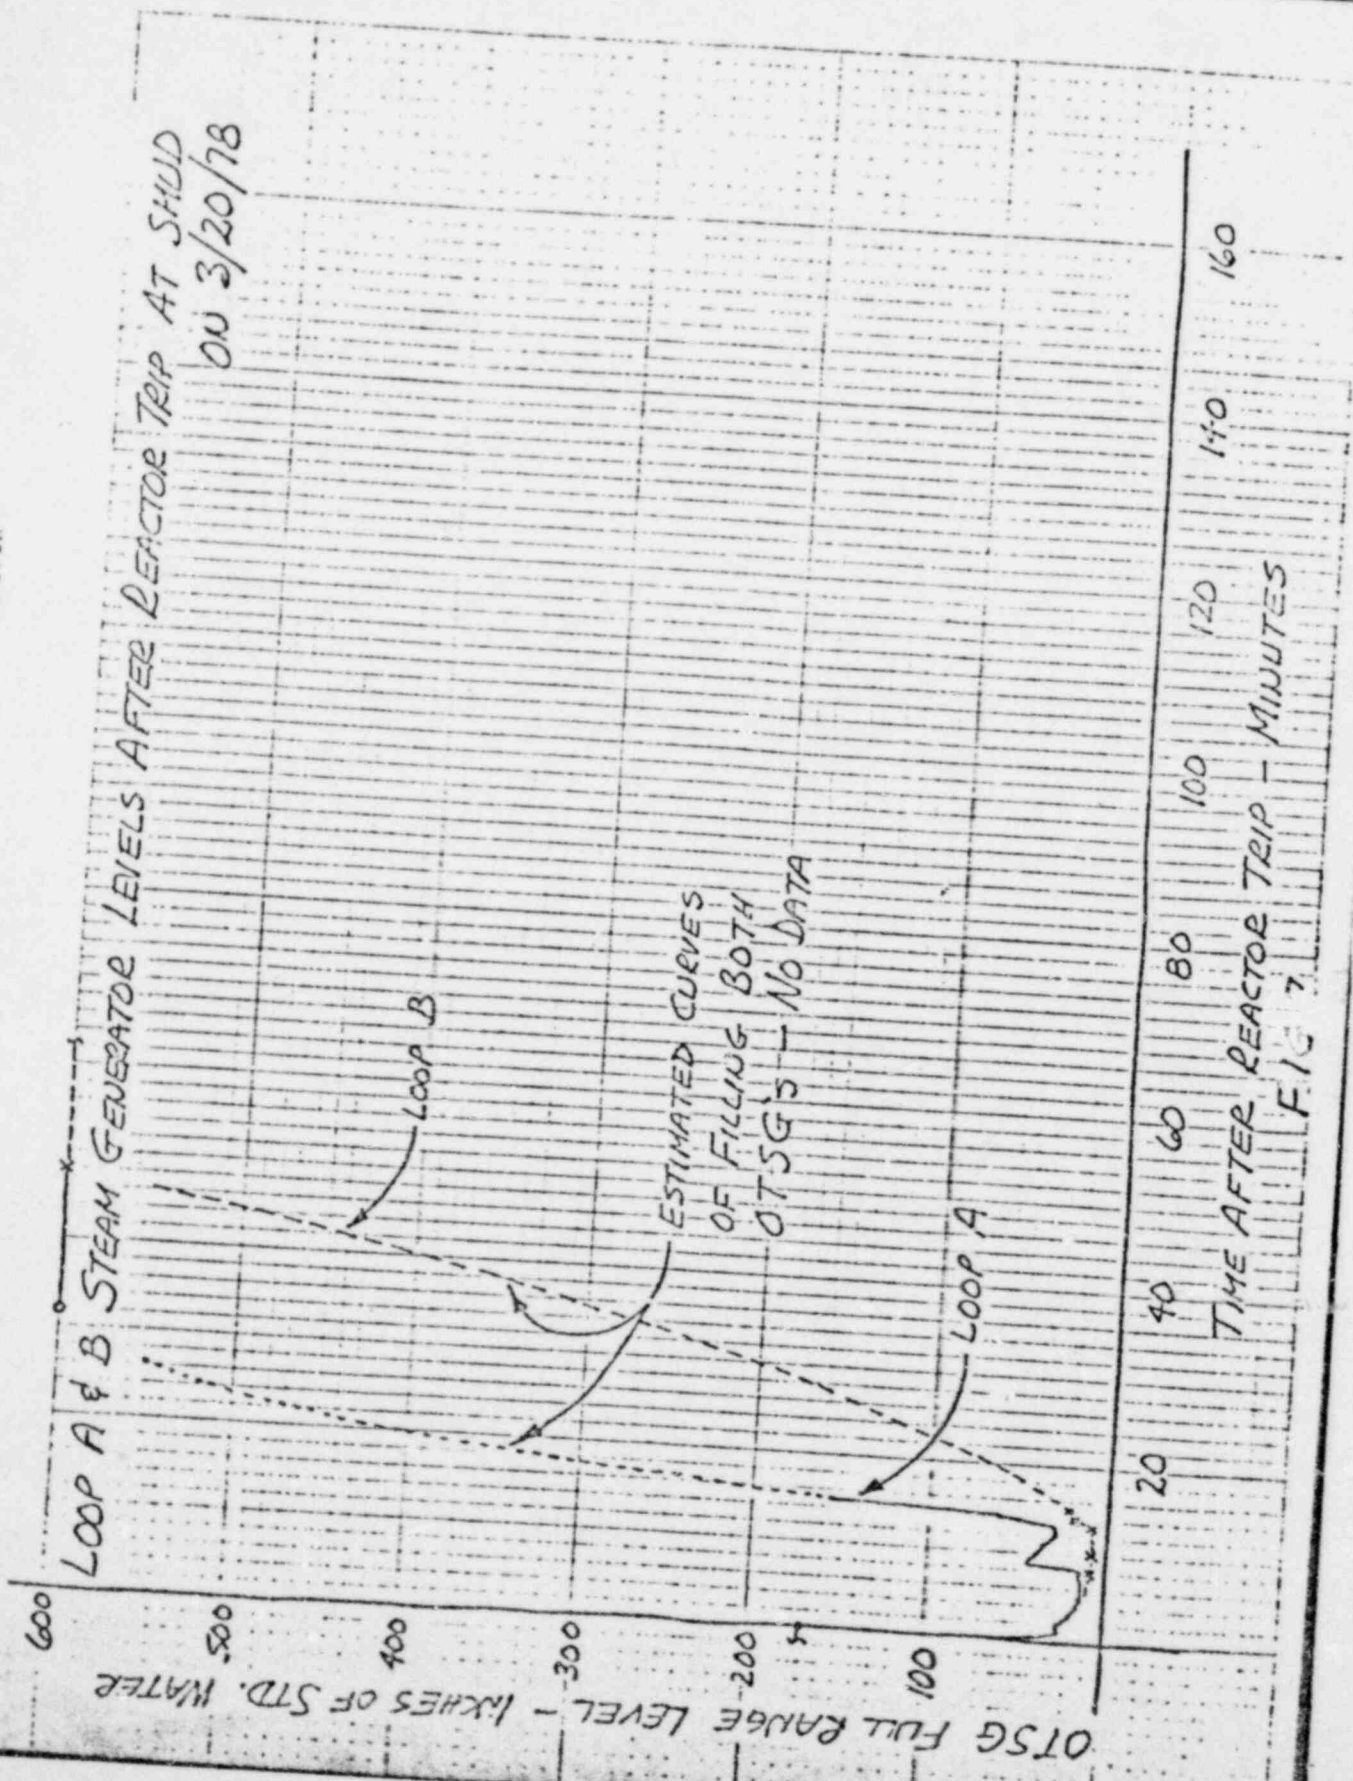 LOOP A & B STEAM GENERATOR LEVELS AFTER REACTOR TRIP AT SMUD
ON 3/20/78
OTSG FULL RANGE LEVEL - INCHES OF STD. WATER
600
500
400
300
200
100
LOOP B
ESTIMATED CURVES
OF FILLING BOTH
OTSG'S - NO DATA
LOOP A
20
40
60
80
100
120
140
160
TIME AFTER REACTOR TRIP - MINUTES
FIG 7